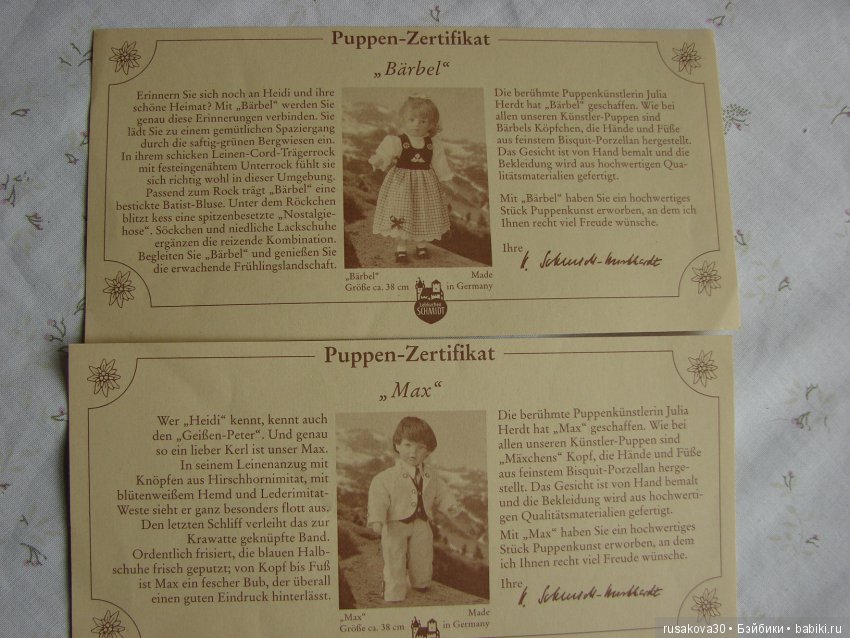 Puppen-Zertifikat
„Bärbel“
Erinnern Sie sich noch an Heidi und ihre
schöne Heimat? Mit „Bärbel“ werden Sie
genau diese Erinnerungen verbinden. Sie
lädt Sie zu einem gemütlichen Spaziergang
durch die saftig-grünen Bergwiesen ein.
In ihrem schicken Leinen-Cord-Trägerrock
mit festeingenähtem Unterrock fühlt sie
sich richtig wohl in dieser Umgebung.
Passend zum Rock trägt „Bärbel“ eine
bestickte Batist-Bluse. Unter dem Röckchen
blitzt kess eine spitzenbesetzte „Nostalgie-
hose“. Söckchen und niedliche Lackschuhe
ergänzen die reizende Kombination.
Begleiten Sie „Bärbel“ und genießen Sie
die erwachende Frühlingslandschaft.
„Bärbel“ Made
Größe ca. 38 cm in Germany
Lebkuchen
SCHMIDT
Die berühmte Puppenkünstlerin Julia
Herdt hat „Bärbel“ geschaffen. Wie bei
allen unseren Künstler-Puppen sind
Bärbels Köpfchen, die Hände und Füße
aus feinstem Bisquit-Porzellan hergestellt.
Das Gesicht ist von Hand bemalt und die
Bekleidung wird aus hochwertigen Qua-
litätsmaterialien gefertigt.
Mit „Bärbel“ haben Sie ein hochwertiges
Stück Puppenkunst erworben, an dem ich
Ihnen recht viel Freude wünsche.
Ihre
Puppen-Zertifikat
„Max“
Wer „Heidi“ kennt, kennt auch
den „Geißen-Peter“. Und genau
so ein lieber Kerl ist unser Max.
In seinem Leinenanzug mit
Knöpfen aus Hirschhornimitat, mit
blütenweißem Hemd und Lederimitat-
Weste sieht er ganz besonders flott aus.
Den letzten Schliff verleiht das zur
Krawatte geknüpfte Band.
Ordentlich frisiert, die blauen Halb-
schuhe frisch geputzt; von Kopf bis Fuß
ist Max ein fescher Bub, der überall
einen guten Eindruck hinterlässt.
„Max“ Made
Größe ca. 38 cm in Germany
Die berühmte Puppenkünstlerin Julia
Herdt hat „Max“ geschaffen. Wie bei
allen unseren Künstler-Puppen sind
„Mäxchens“ Kopf, die Hände und Füße
aus feinstem Bisquit-Porzellan herge-
stellt. Das Gesicht ist von Hand bemalt
und die Bekleidung wird aus hochwerti-
gen Qualitätsmaterialien gefertigt.
Mit „Max“ haben Sie ein hochwertiges
Stück Puppenkunst erworben, an dem
ich Ihnen recht viel Freude wünsche.
Ihre
rusakova30 • Бэйбики • babiki.ru